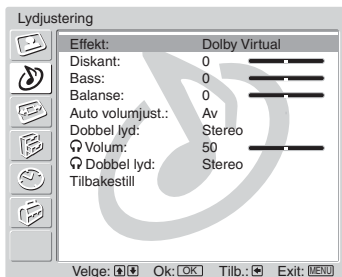 Lydjustering
Effekt: Dolby Virtual
Diskant: 0
Bass: 0
Balanse: 0
Auto volumjust.: Av
Dobbel lyd: Stereo
Volum: 50
Dobbel lyd: Stereo
Tilbakestill
Velge: Ok: OK Tilb.: Exit: MENU